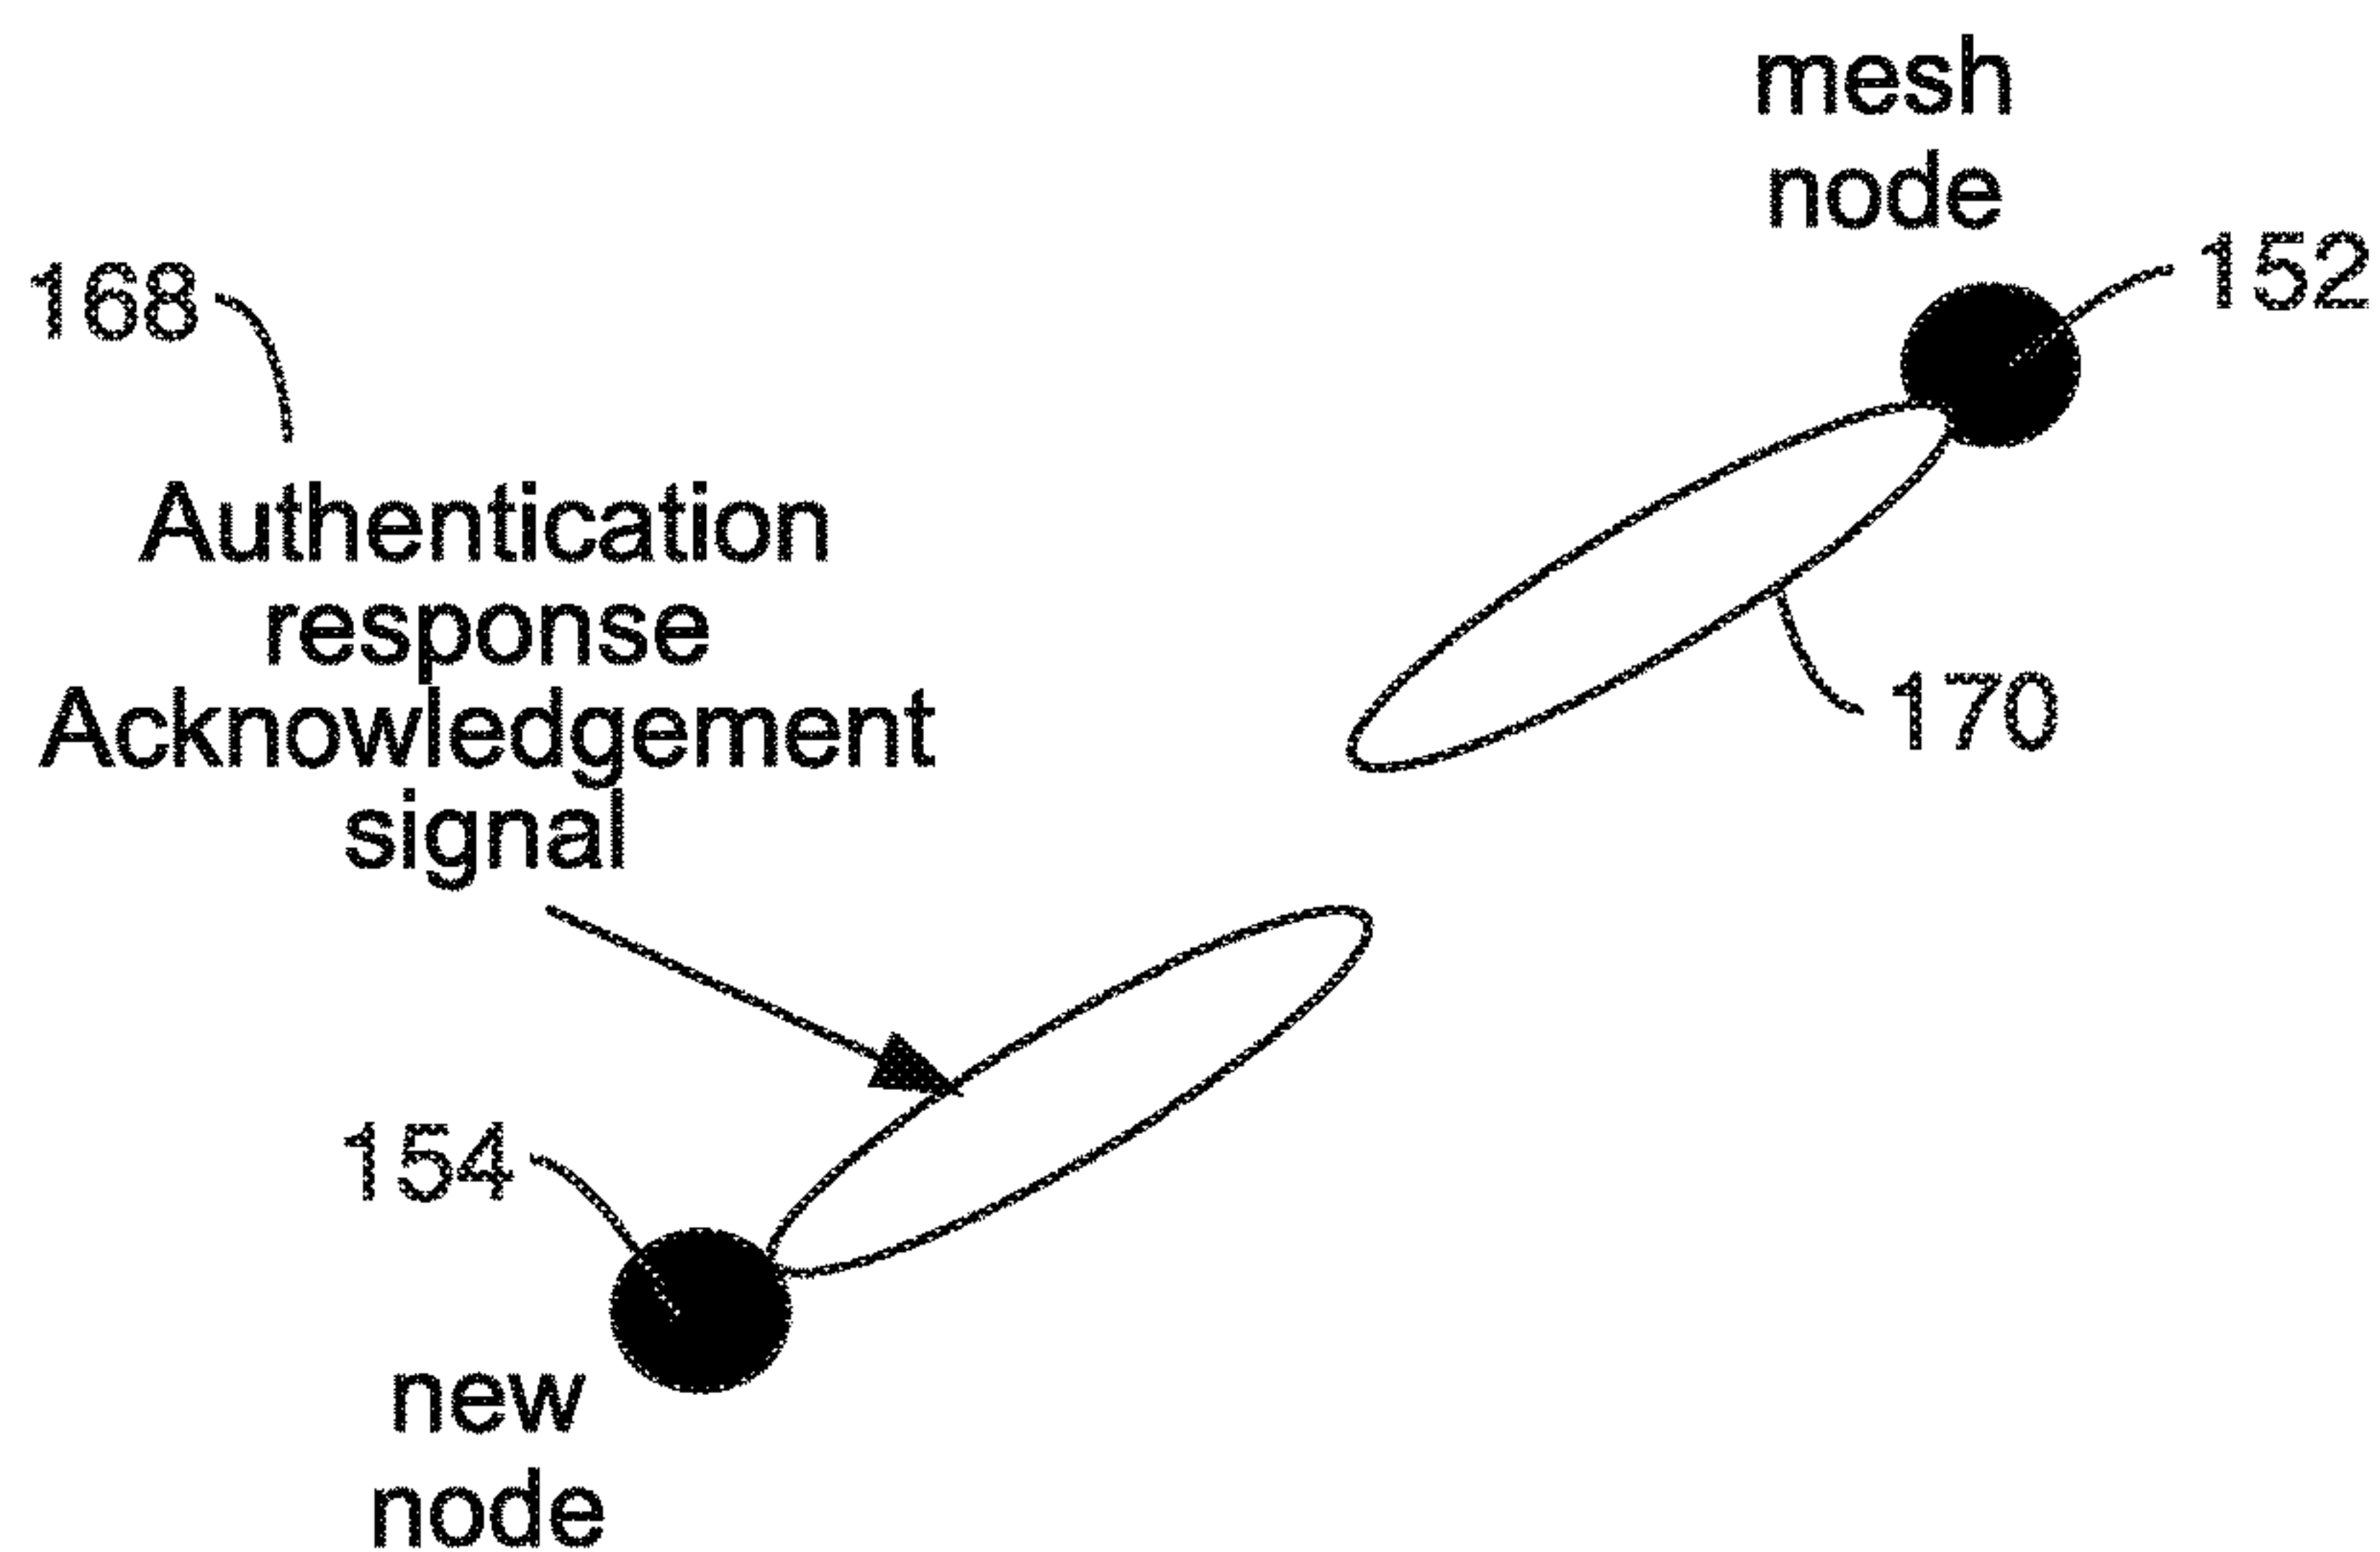 mesh
node
152
168
Authentication
response
Acknowledgement
signal
170
154
new
node